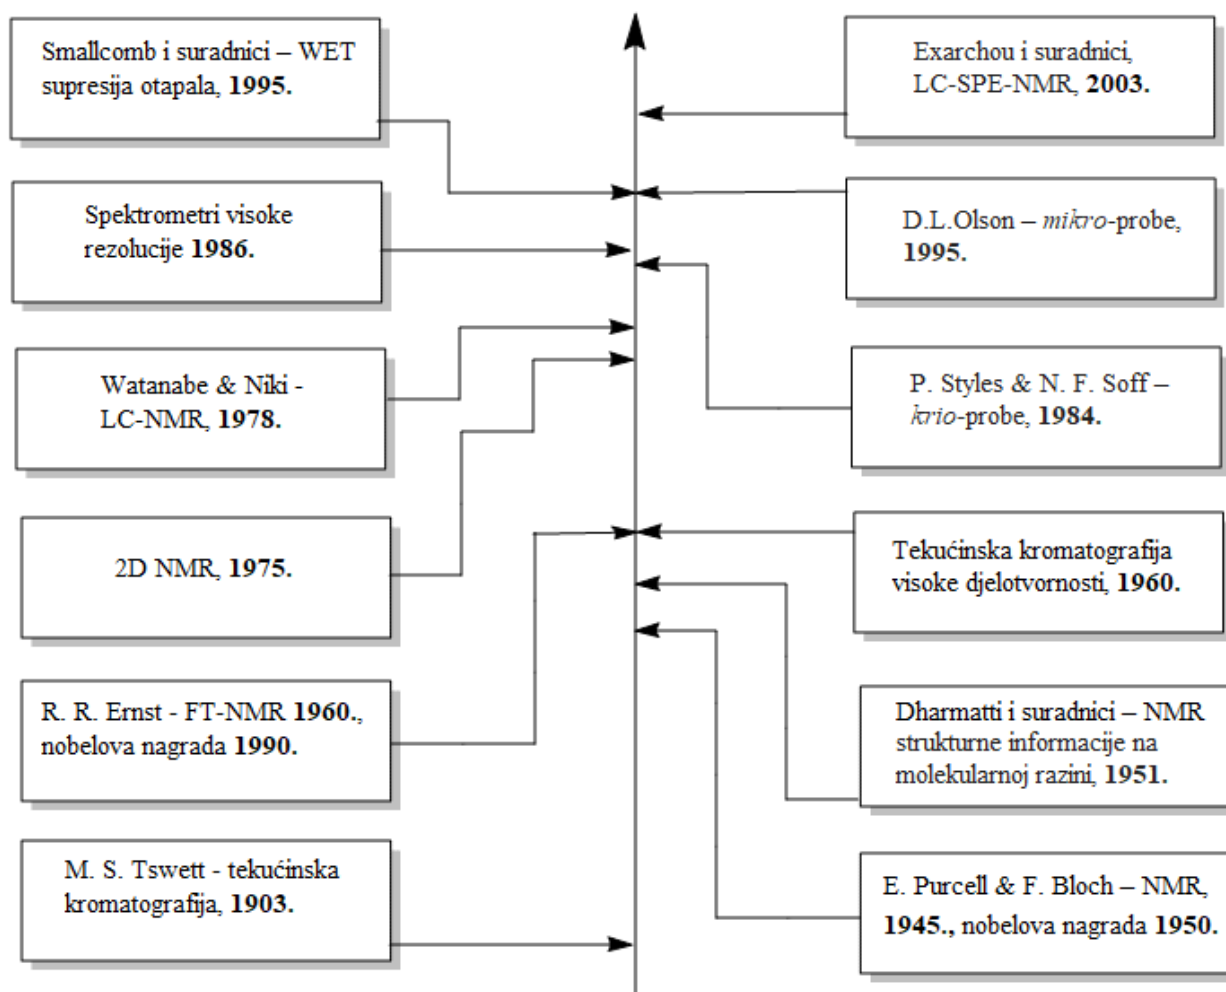 Smallcomb i suradnici – WET
supresija otapala, 1995.
Spektrometri visoke
rezolucije 1986.
Watanabe & Niki -
LC-NMR, 1978.
2D NMR, 1975.
R. R. Ernst - FT-NMR 1960.,
nobelova nagrada 1990.
M. S. Tswett - tekućinska
kromatografija, 1903.
Exarchou i suradnici,
LC-SPE-NMR, 2003.
D.L.Olson – mikro-probe,
1995.
P. Styles & N. F. Soff –
krio-probe, 1984.
Tekućinska kromatografija
visoke djelotvornosti, 1960.
Dharmatti i suradnici – NMR
strukturne informacije na
molekularnoj razini, 1951.
E. Purcell & F. Bloch – NMR,
1945., nobelova nagrada 1950.